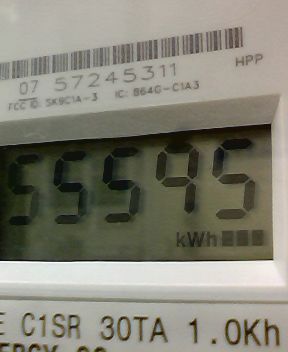 HPP
07 57245311
FCC ID: SK9C1A-3 IC: 864G-C1A3
55595
kWh
E C1SR 30TA 1.0Kh